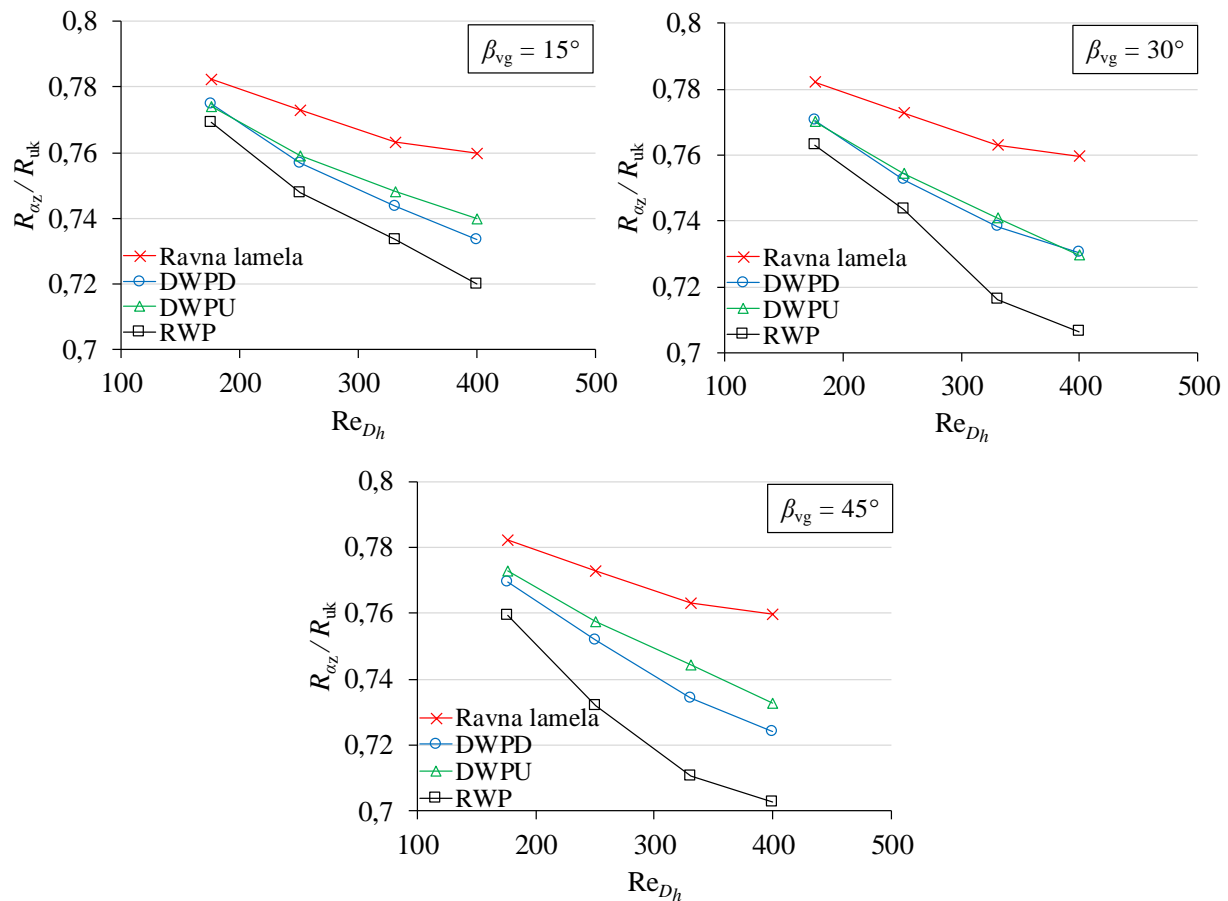 0,8
0,78
0,76
0,74
0,72
0,7
R_αz / R_uk
β_vg = 15°
Ravna lamela
DWPD
DWPU
RWP
100 200 300 400 500
Re_Dh
0,8
0,78
0,76
0,74
0,72
0,7
R_αz / R_uk
β_vg = 30°
Ravna lamela
DWPD
DWPU
RWP
100 200 300 400 500
Re_Dh
0,8
0,78
0,76
0,74
0,72
0,7
R_αz / R_uk
β_vg = 45°
Ravna lamela
DWPD
DWPU
RWP
100 200 300 400 500
Re_Dh